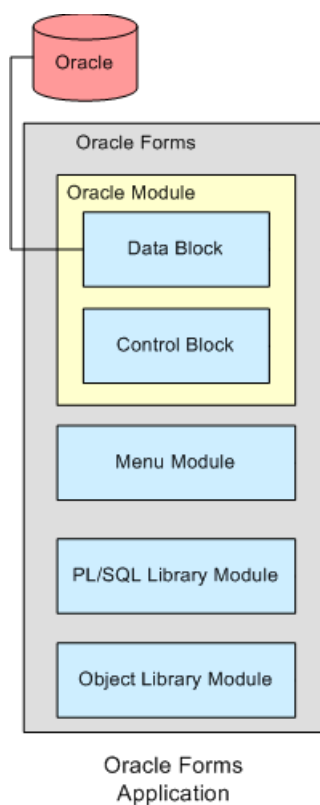 Oracle
Oracle Forms
Oracle Module
Data Block
Control Block
Menu Module
PL/SQL Library Module
Object Library Module
Oracle Forms
Application